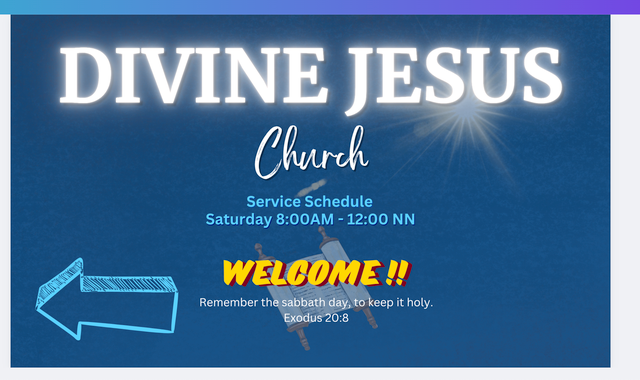 DIVINE JESUS
Church
Service Schedule
Saturday 8:00AM - 12:00 NN
WELCOME !!
Remember the sabbath day, to keep it holy.
Exodus 20:8